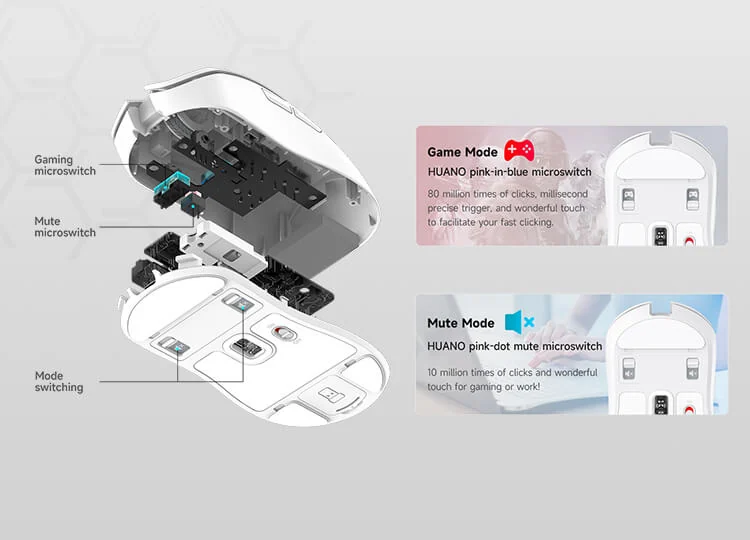 Gaming
microswitch
Mute
microswitch
Mode
switching
Game Mode
HUANO pink-in-blue microswitch
80 million times of clicks, millisecond
precise trigger, and wonderful touch
to facilitate your fast clicking.
Mute Mode
HUANO pink-dot mute microswitch
10 million times of clicks and wonderful
touch for gaming or work!